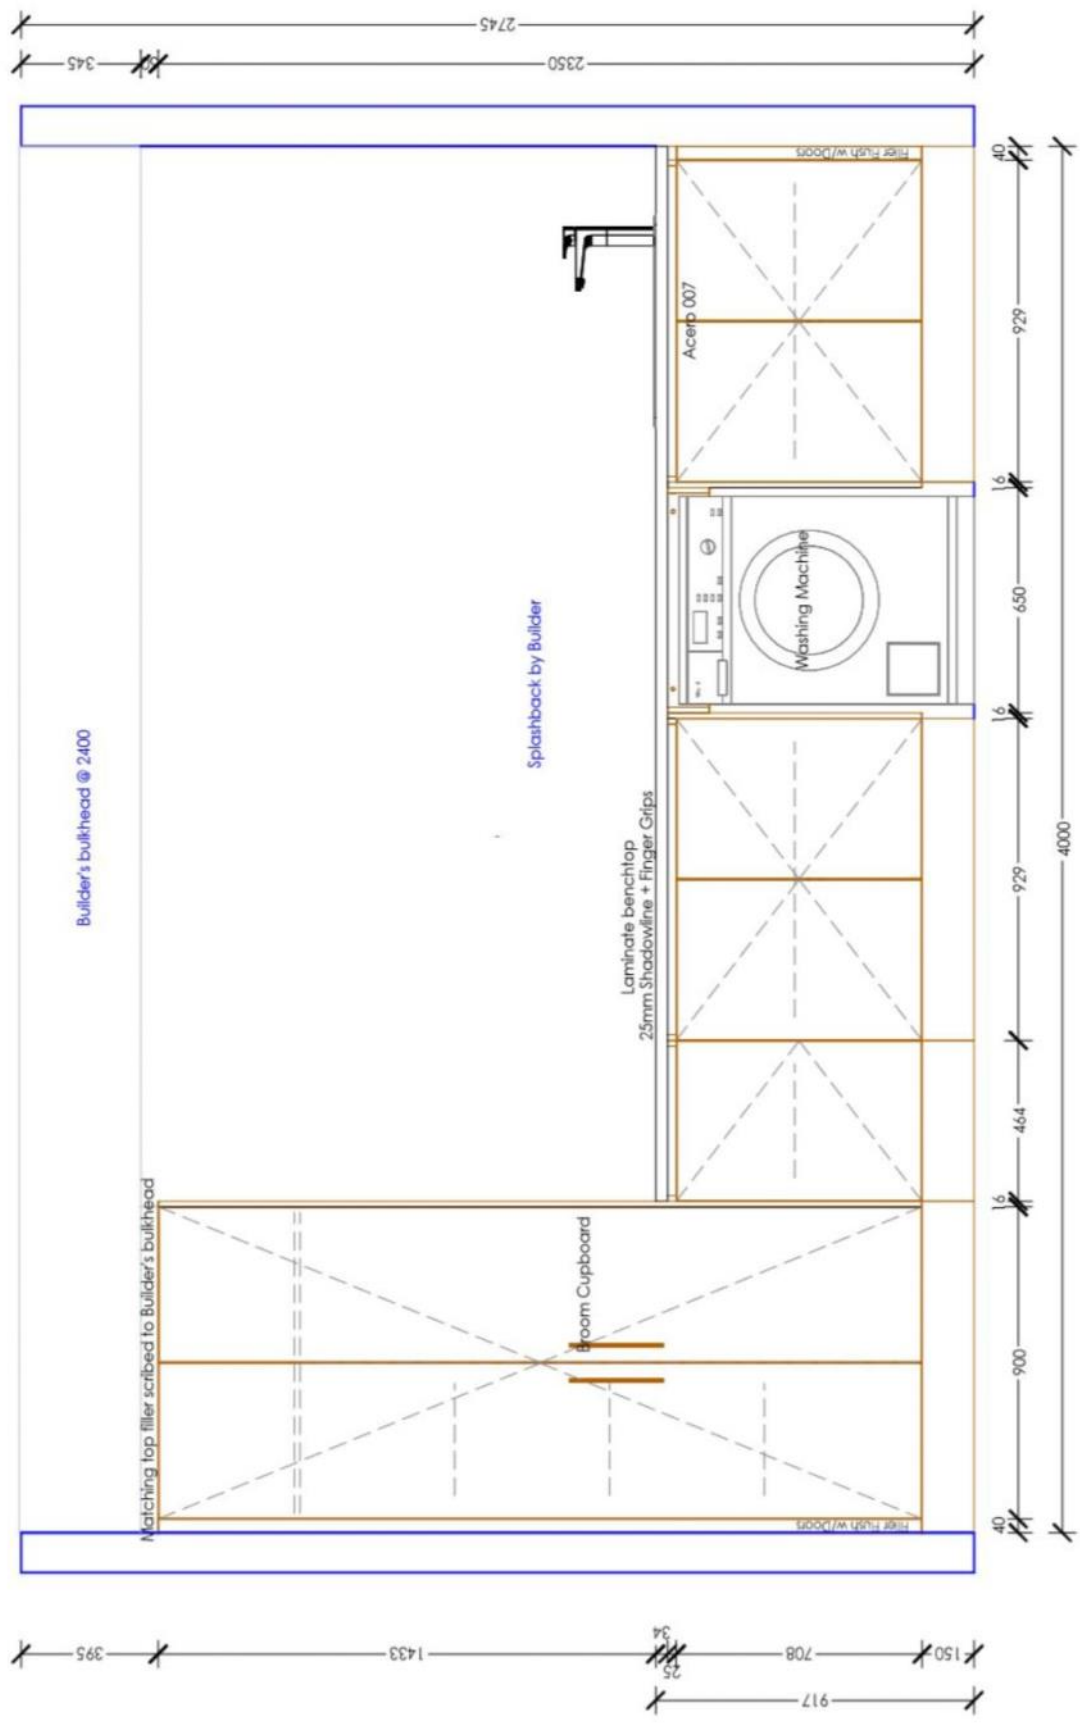 2745
345
50
2350
Builder's bulkhead @ 2400
Splashback by Builder
Matching top filler scribed to Builder's bulkhead
Laminate benchtop
25mm Shadowline + Finger Grips
Broom Cupboard
Washing Machine
Acero 007
Filler Flush w/Doors
Filler Flush w/Doors
40
900
16
464
929
16
650
16
929
40
4000
395
1433
34
25
708
150
917